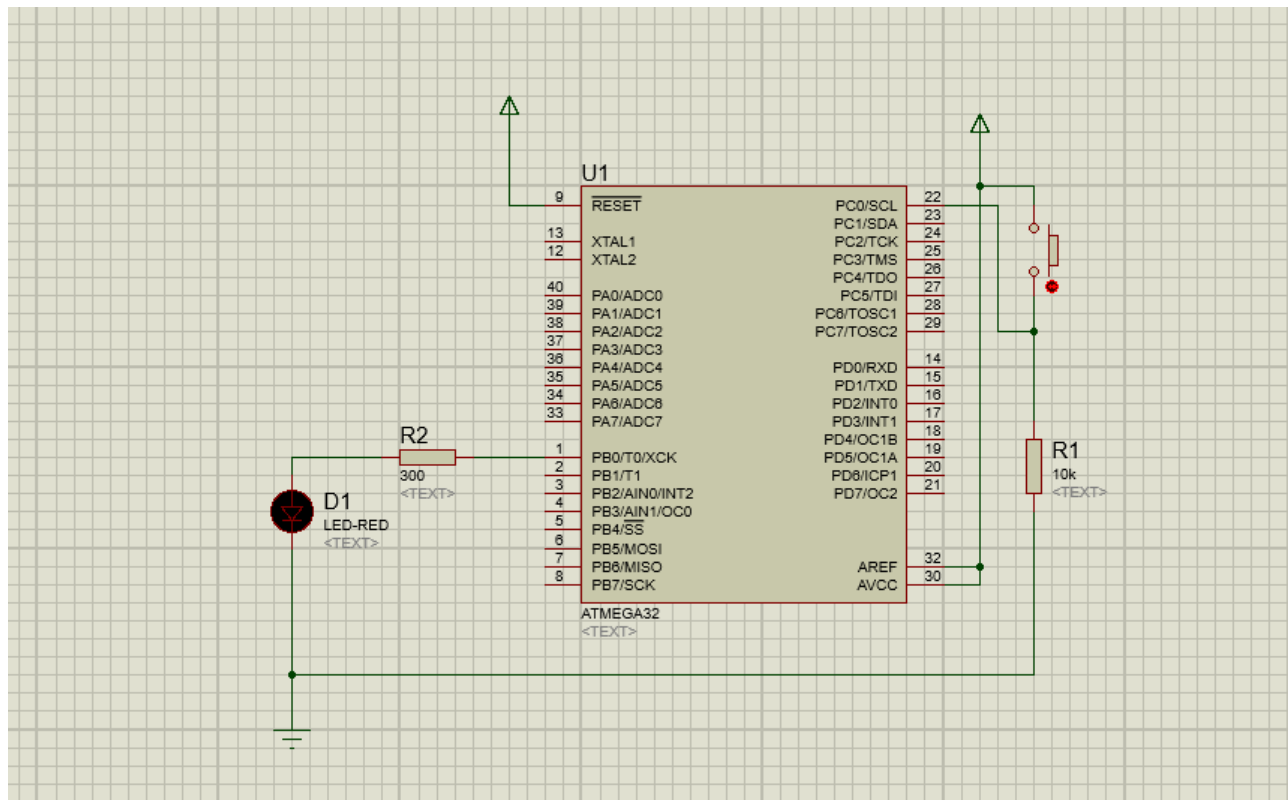 U1
9
RESET
13
XTAL1
12
XTAL2
40
PA0/ADC0
39
PA1/ADC1
38
PA2/ADC2
37
PA3/ADC3
36
PA4/ADC4
35
PA5/ADC5
34
PA6/ADC6
33
PA7/ADC7
1
PB0/T0/XCK
2
PB1/T1
3
PB2/AIN0/INT2
4
PB3/AIN1/OC0
5
PB4/SS
6
PB5/MOSI
7
PB6/MISO
8
PB7/SCK
PC0/SCL
22
PC1/SDA
23
PC2/TCK
24
PC3/TMS
25
PC4/TDO
26
PC5/TDI
27
PC6/TOSC1
28
PC7/TOSC2
29
PD0/RXD
14
PD1/TXD
15
PD2/INT0
16
PD3/INT1
17
PD4/OC1B
18
PD5/OC1A
19
PD6/ICP1
20
PD7/OC2
21
AREF
32
AVCC
30
ATMEGA32
<TEXT>
R2
300
<TEXT>
D1
LED-RED
<TEXT>
R1
10k
<TEXT>